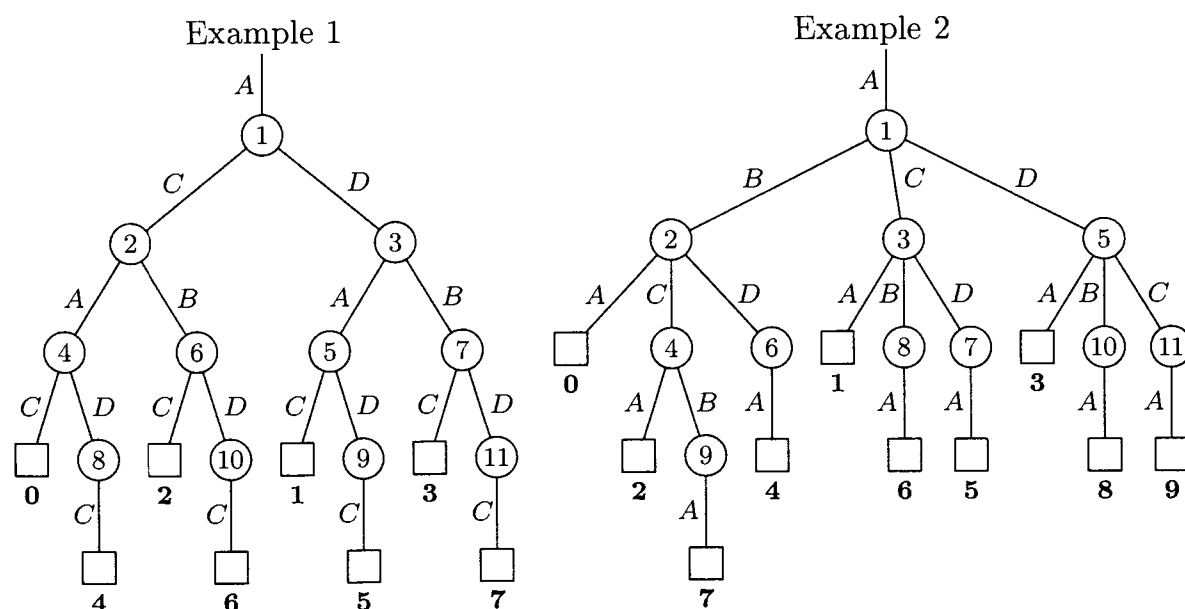 Example 1
A
1
C D
2 3
A B A B
4 6 5 7
C D C D C D C D
8 10 9 11
0 2 1 3
C C C C
4 6 5 7
Example 2
A
1
B C D
2 3 5
A C D A B D A B C
4 6 8 7 10 11
0 1 3
A B A A A A A
9
2 4 6 5 8 9
A
7